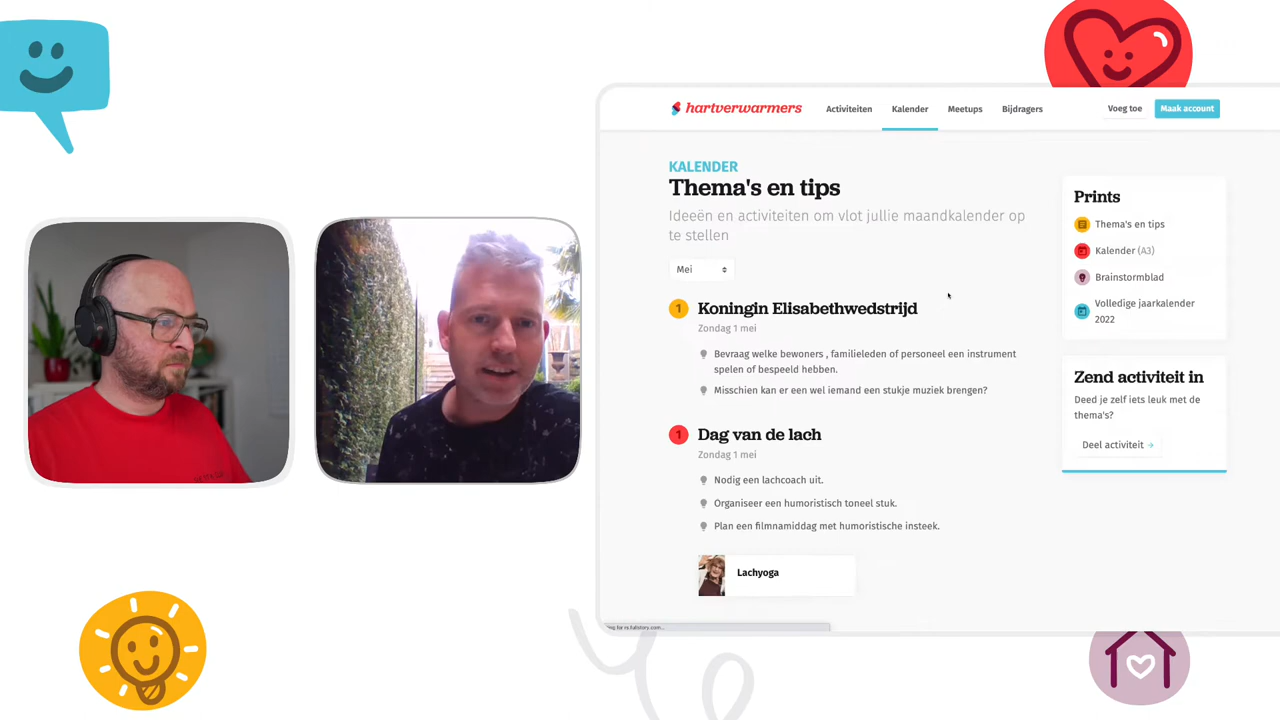 hartverwarmers
Activiteiten
Kalender
Meetups
Bijdragers
Voeg toe
Maak account
KALENDER
Thema's en tips
Ideeën en activiteiten om vlot jullie maandkalender op
te stellen
Mei
1
Koningin Elisabethwedstrijd
Zondag 1 mei
Bevraag welke bewoners , familieleden of personeel een instrument
spelen of bespeeld hebben.
Misschien kan er een wel iemand een stukje muziek brengen?
1
Dag van de lach
Zondag 1 mei
Nodig een lachcoach uit.
Organiseer een humoristisch toneel stuk.
Plan een filmnamiddag met humoristische insteek.
Lachyoga
Prints
Thema's en tips
Kalender (A3)
Brainstormblad
Volledige jaarkalender
2022
Zend activiteit in
Deed je zelf iets leuk met de
thema's?
Deel activiteit